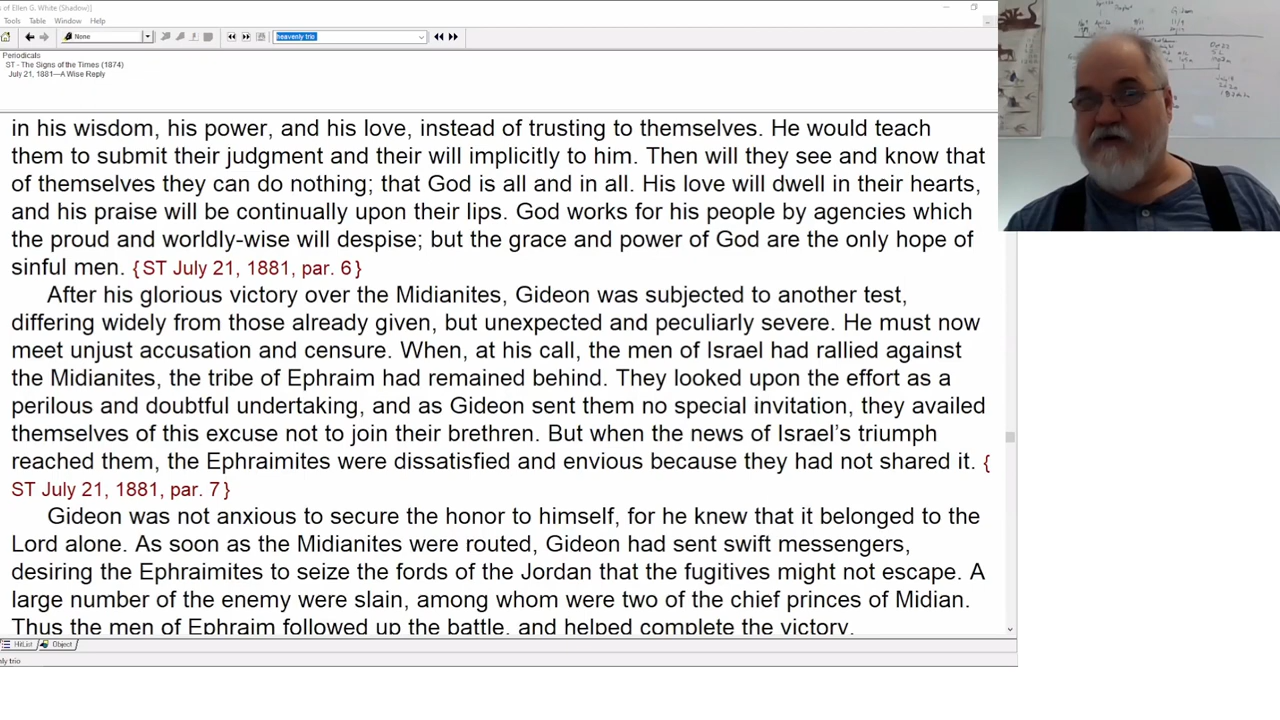 s of Ellen G. White (Shadow)]
Tools Table Window Help
None
heavenly trio
Periodicals
ST - The Signs of the Times (1874)
July 21, 1881—A Wise Reply
in his wisdom, his power, and his love, instead of trusting to themselves. He would teach
them to submit their judgment and their will implicitly to him. Then will they see and know that
of themselves they can do nothing; that God is all and in all. His love will dwell in their hearts,
and his praise will be continually upon their lips. God works for his people by agencies which
the proud and worldly-wise will despise; but the grace and power of God are the only hope of
sinful men. {ST July 21, 1881, par. 6}
After his glorious victory over the Midianites, Gideon was subjected to another test,
differing widely from those already given, but unexpected and peculiarly severe. He must now
meet unjust accusation and censure. When, at his call, the men of Israel had rallied against
the Midianites, the tribe of Ephraim had remained behind. They looked upon the effort as a
perilous and doubtful undertaking, and as Gideon sent them no special invitation, they availed
themselves of this excuse not to join their brethren. But when the news of Israel's triumph
reached them, the Ephraimites were dissatisfied and envious because they had not shared it. {
ST July 21, 1881, par. 7}
Gideon was not anxious to secure the honor to himself, for he knew that it belonged to the
Lord alone. As soon as the Midianites were routed, Gideon had sent swift messengers,
desiring the Ephraimites to seize the fords of the Jordan that the fugitives might not escape. A
large number of the enemy were slain, among whom were two of the chief princes of Midian.
Thus the men of Ephraim followed up the battle, and helped complete the victory.
HitList Object
ly trio